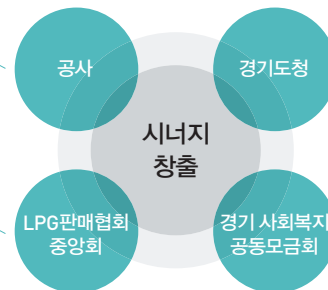 공사
경기도청
시너지
창출
LPG판매협회
중앙회
경기 사회복지
공동모금회